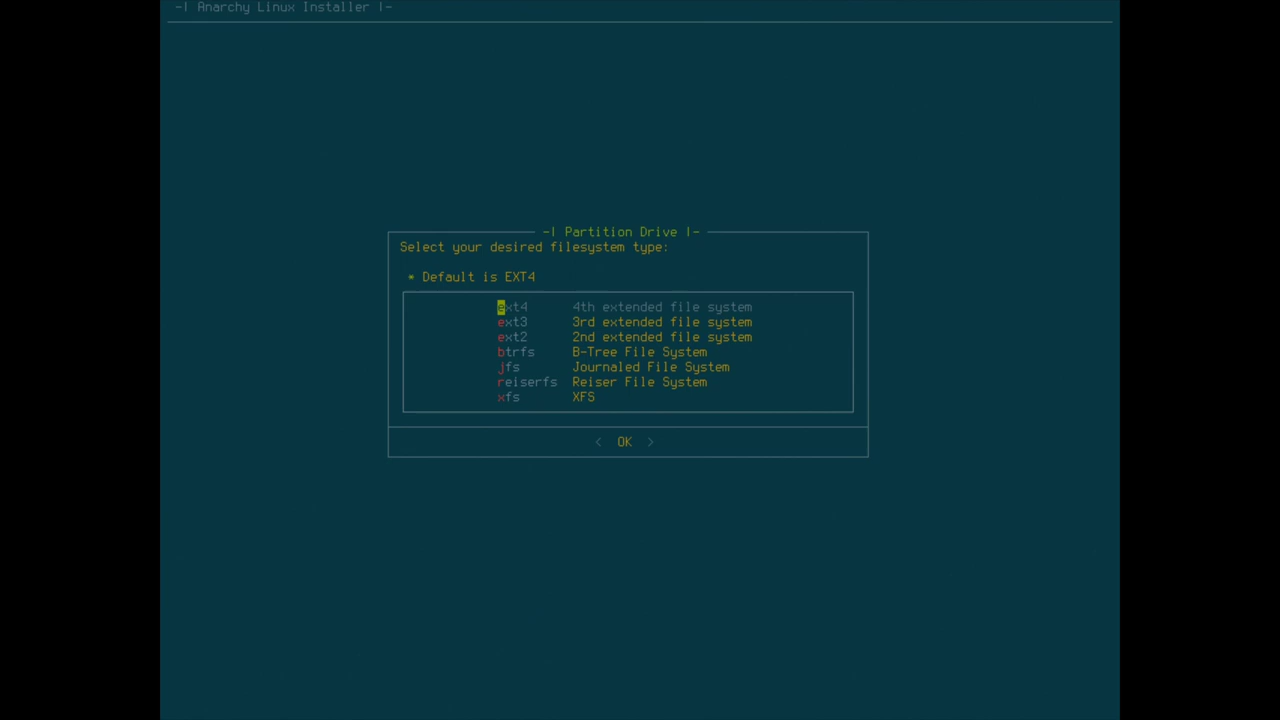 -| Anarchy Linux Installer |-
-| Partition Drive |-
Select your desired filesystem type:
* Default is EXT4
ext4 4th extended file system
ext3 3rd extended file system
ext2 2nd extended file system
btrfs B-Tree File System
jfs Journaled File System
reiserfs Reiser File System
xfs XFS
< OK >